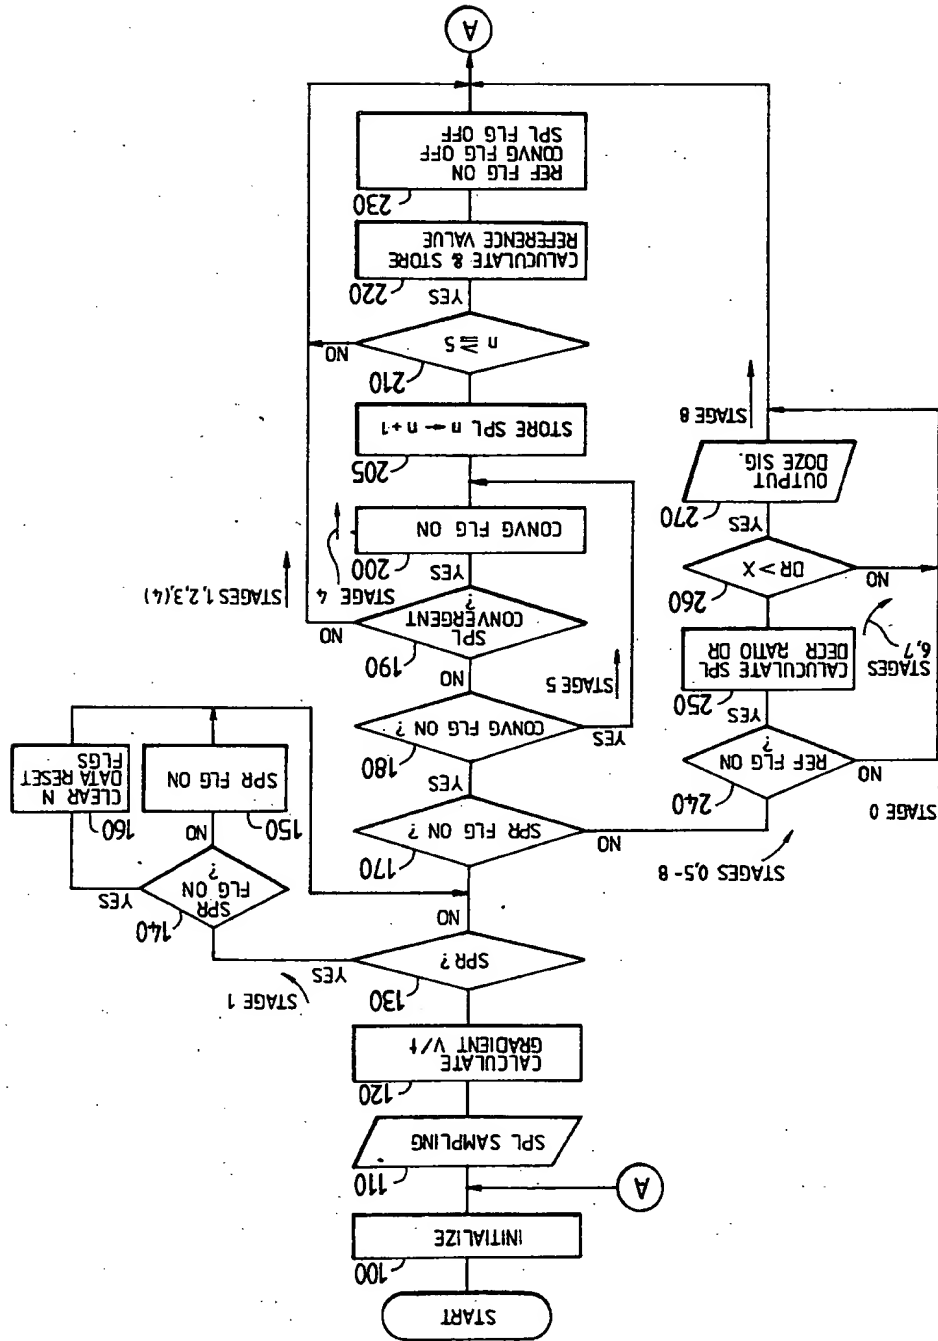 START
100
INITIALIZE
A
110
SPL SAMPLING
120
CALCULATE
GRADIENT V/t
130
SPR?
YES
STAGE 1
NO
140
SPR
FLG ON
?
YES
NO
150
SPR FLG ON
160
CLEAR N
DATA RESET
FLGS
170
SPR FLG ON ?
NO
STAGES 0,5-8
YES
180
CONVG FLG ON ?
YES
STAGE 5
NO
190
SPL
CONVERGENT
?
NO
STAGES 1,2,3,(4)
YES
STAGE 4
200
CONVG FLG ON
205
STORE SPL n → n+1
210
n ≧ 5
NO
YES
220
CALUCULATE & STORE
REFERENCE VALUE
230
REF FLG ON
CONVG FLG OFF
SPL FLG OFF
A
240
REF FLG ON
?
NO
STAGE 0
YES
250
CALUCULATE SPL
DECR RATIO DR
260
DR > X
NO
STAGES
6,7
YES
270
OUTPUT
DOZE SIG.
STAGE 8